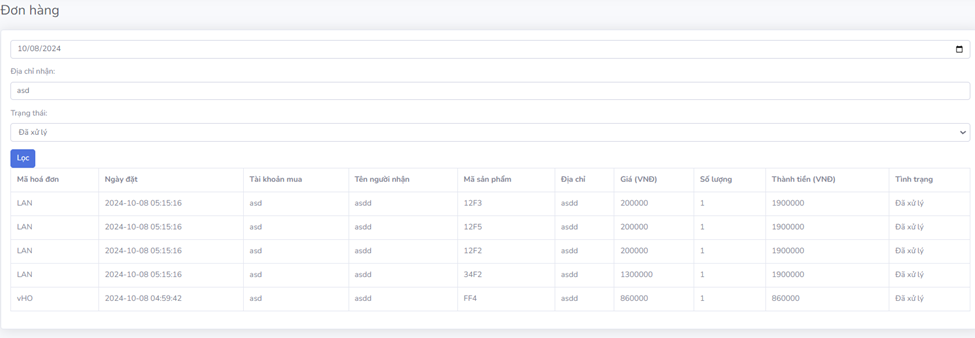 Đơn hàng
10/08/2024
Địa chỉ nhận:
asd
Trạng thái:
Đã xử lý
Lọc
Mã hoá đơn Ngày đặt Tài khoản mua Tên người nhận Mã sản phẩm Địa chỉ Giá (VNĐ) Số lượng Thành tiền (VNĐ) Tình trạng
LAN 2024-10-08 05:15:16 asd asdd 12F3 asdd 200000 1 1900000 Đã xử lý
LAN 2024-10-08 05:15:16 asd asdd 12F5 asdd 200000 1 1900000 Đã xử lý
LAN 2024-10-08 05:15:16 asd asdd 12F2 asdd 200000 1 1900000 Đã xử lý
LAN 2024-10-08 05:15:16 asd asdd 34F2 asdd 1300000 1 1900000 Đã xử lý
vHO 2024-10-08 04:59:42 asd asdd FF4 asdd 860000 1 860000 Đã xử lý